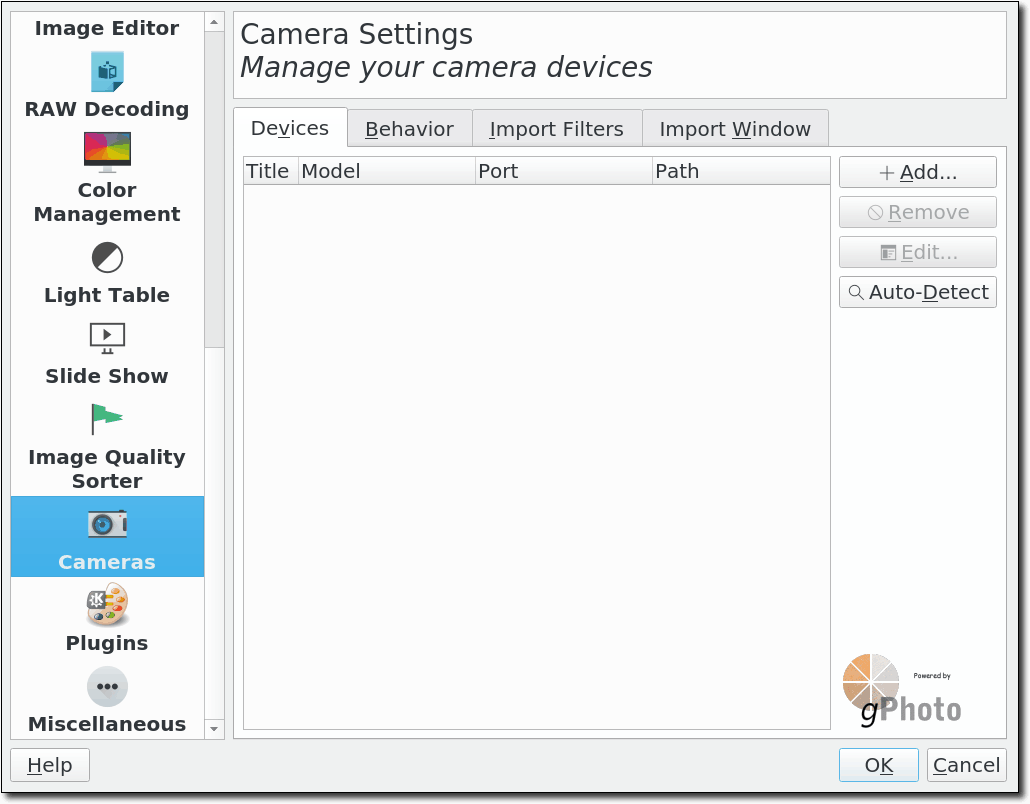 Image Editor
RAW Decoding
Color
Management
Light Table
Slide Show
Image Quality
Sorter
Cameras
Plugins
Miscellaneous
Camera Settings
Manage your camera devices
Devices Behavior Import Filters Import Window
Title Model Port Path
Add...
Remove
Edit...
Auto-Detect
Powered by
gPhoto
Help OK Cancel